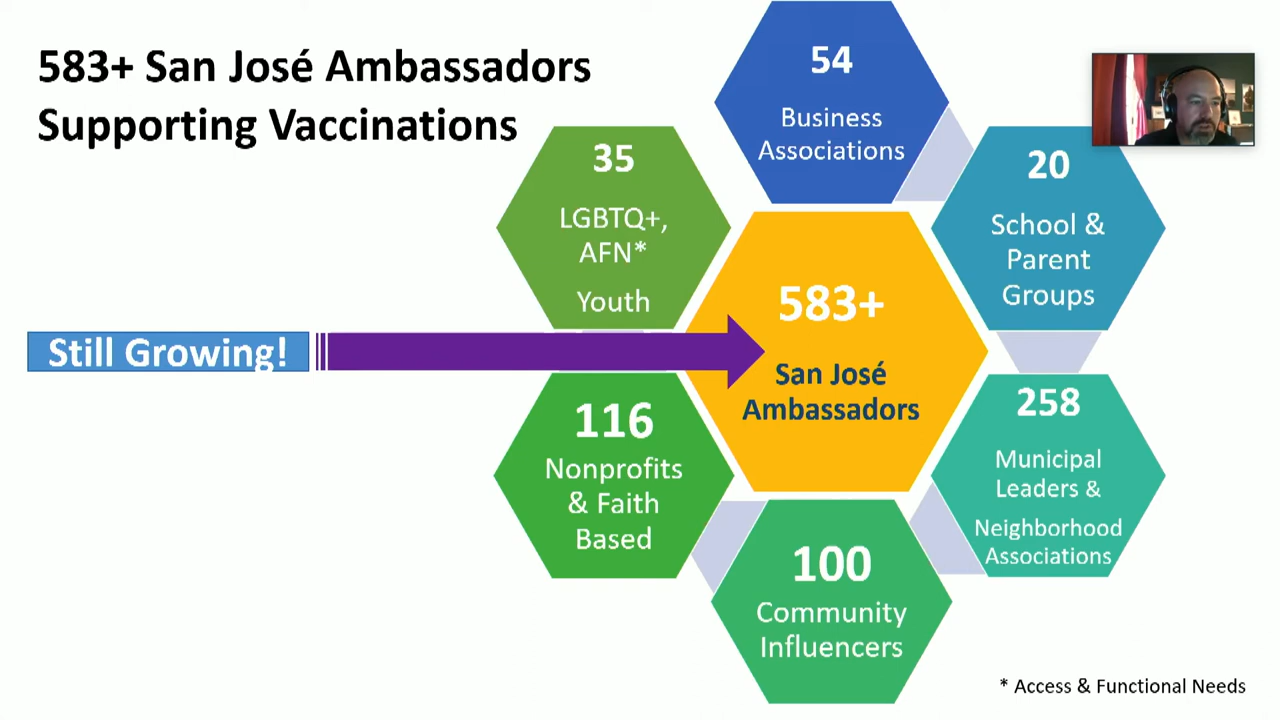 583+ San José Ambassadors
Supporting Vaccinations
54
Business
Associations
35
LGBTQ+,
AFN*
Youth
20
School &
Parent
Groups
583+
San José
Ambassadors
Still Growing!
116
Nonprofits
& Faith
Based
258
Municipal
Leaders &
Neighborhood
Associations
100
Community
Influencers
* Access & Functional Needs